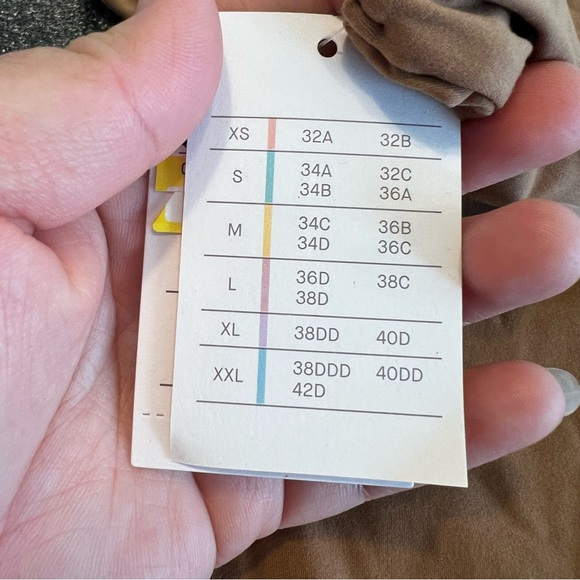 XS 32A 32B
S 34A 32C
34B 36A
M 34C 36B
34D 36C
L 36D 38C
38D
XL 38DD 40D
XXL 38DDD 40DD
42D